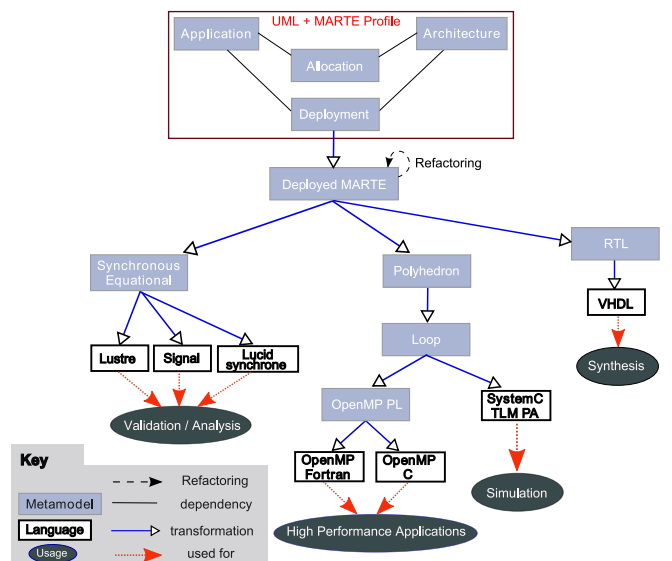 UML + MARTE Profile
Application
Architecture
Allocation
Deployment
Refactoring
Deployed MARTE
RTL
Synchronous
Equational
Polyhedron
VHDL
Loop
Lustre
Signal
Lucid
synchrone
Synthesis
OpenMP PL
SystemC
TLM PA
Validation / Analysis
OpenMP
Fortran
OpenMP
C
Simulation
High Performance Applications
Key
Refactoring
Metamodel
dependency
Language
transformation
Usage
used for